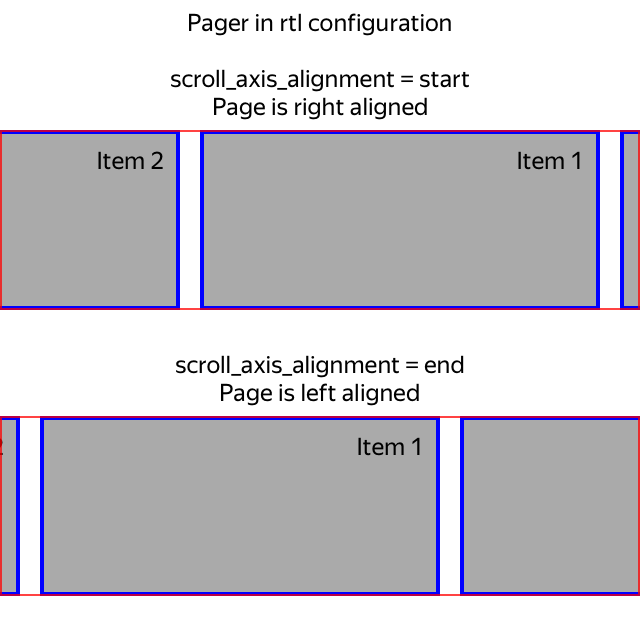 Pager in rtl configuration
scroll_axis_alignment = start
Page is right aligned
Item 2
Item 1
scroll_axis_alignment = end
Page is left aligned
Item 1